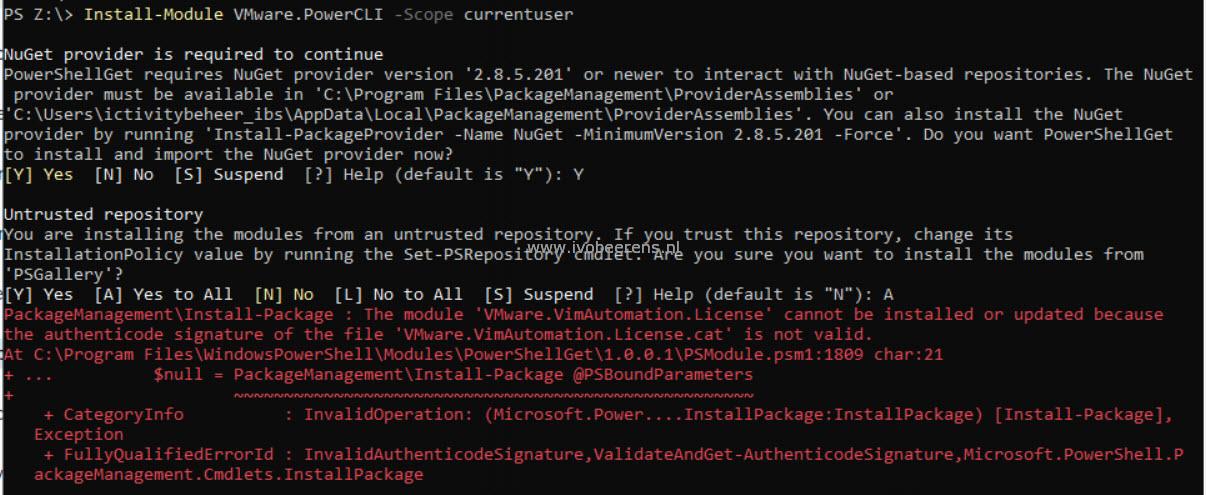 PS Z:\> Install-Module VMware.PowerCLI -Scope currentuser
NuGet provider is required to continue
PowerShellGet requires NuGet provider version '2.8.5.201' or newer to interact with NuGet-based repositories. The NuGet
provider must be available in 'C:\Program Files\PackageManagement\ProviderAssemblies' or
'C:\Users\ictivitybeheer_ibs\AppData\Local\PackageManagement\ProviderAssemblies'. You can also install the NuGet
provider by running 'Install-PackageProvider -Name NuGet -MinimumVersion 2.8.5.201 -Force'. Do you want PowerShellGet
to install and import the NuGet provider now?
[Y] Yes  [N] No  [S] Suspend  [?] Help (default is "Y"): Y
Untrusted repository
You are installing the modules from an untrusted repository. If you trust this repository, change its
www.ivobeerens.nl
InstallationPolicy value by running the Set-PSRepository cmdlet. Are you sure you want to install the modules from
'PSGallery'?
[Y] Yes  [A] Yes to All  [N] No  [L] No to All  [S] Suspend  [?] Help (default is "N"): A
PackageManagement\Install-Package : The module 'VMware.VimAutomation.License' cannot be installed or updated because
the authenticode signature of the file 'VMware.VimAutomation.License.cat' is not valid.
At C:\Program Files\WindowsPowerShell\Modules\PowerShellGet\1.0.0.1\PSModule.psm1:1809 char:21
+ ...          $null = PackageManagement\Install-Package @PSBoundParameters
+                      ~~~~~~~~~~~~~~~~~~~~~~~~~~~~~~~~~~~~~~~~~~~~~~~~~~~~
+ CategoryInfo          : InvalidOperation: (Microsoft.Power....InstallPackage:InstallPackage) [Install-Package],
Exception
+ FullyQualifiedErrorId : InvalidAuthenticodeSignature,ValidateAndGet-AuthenticodeSignature,Microsoft.PowerShell.P
ackageManagement.Cmdlets.InstallPackage